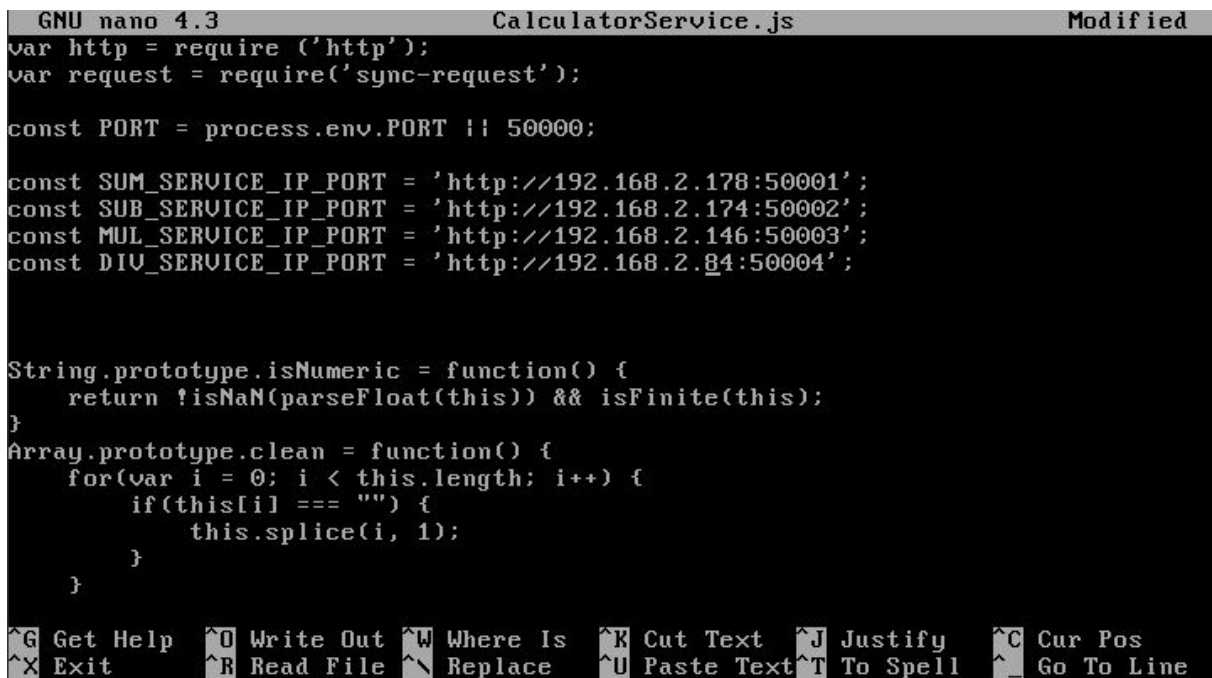 GNU nano 4.3 CalculatorService.js Modified
var http = require ('http');
var request = require('sync-request');
const PORT = process.env.PORT || 50000;
const SUM_SERVICE_IP_PORT = 'http://192.168.2.178:50001';
const SUB_SERVICE_IP_PORT = 'http://192.168.2.174:50002';
const MUL_SERVICE_IP_PORT = 'http://192.168.2.146:50003';
const DIV_SERVICE_IP_PORT = 'http://192.168.2.84:50004';
String.prototype.isNumeric = function() {
    return !isNaN(parseFloat(this)) && isFinite(this);
}
Array.prototype.clean = function() {
    for(var i = 0; i < this.length; i++) {
        if(this[i] === "") {
            this.splice(i, 1);
        }
    }
^G Get Help ^O Write Out ^W Where Is ^K Cut Text ^J Justify ^C Cur Pos
^X Exit ^R Read File ^\ Replace ^U Paste Text ^T To Spell ^_ Go To Line